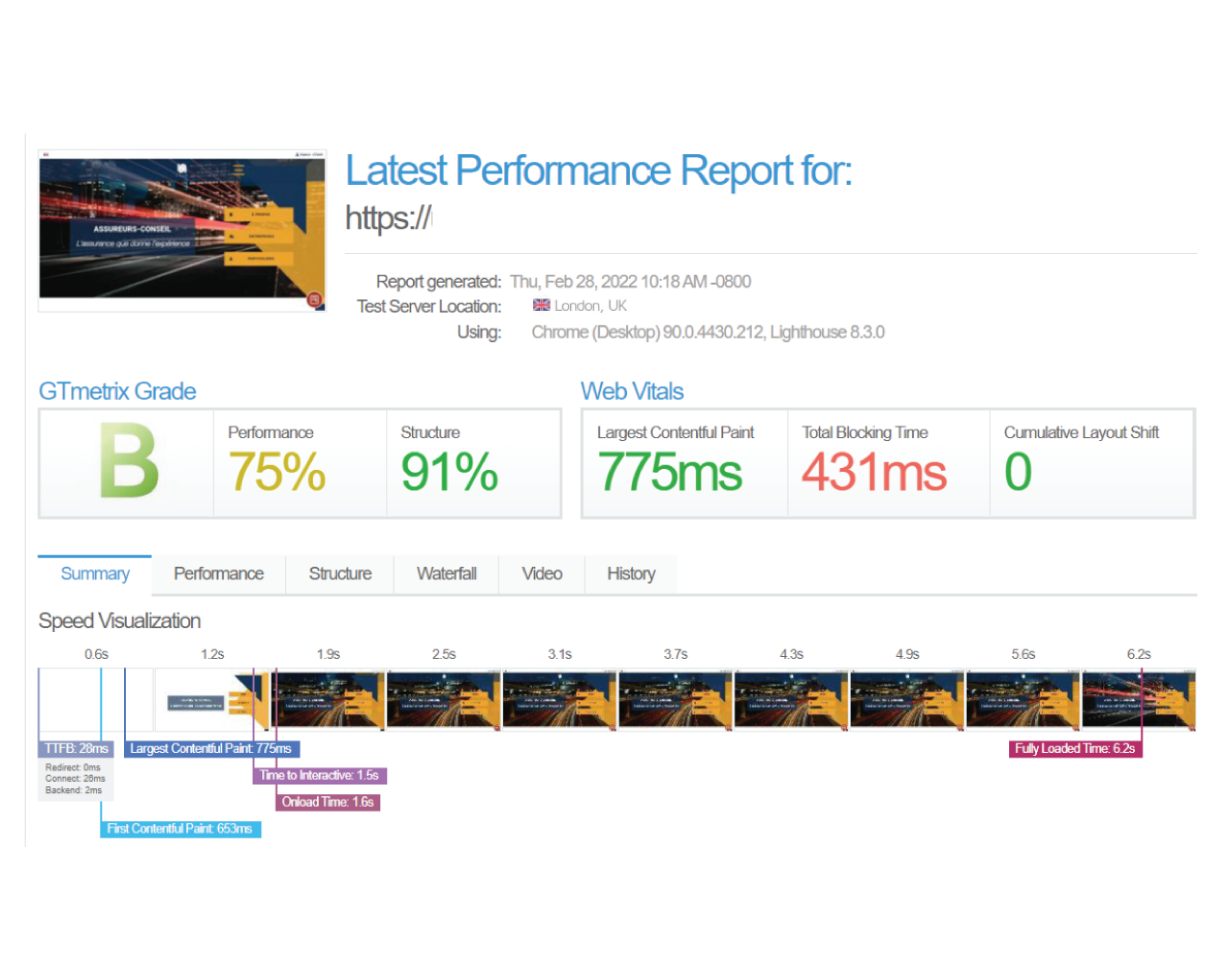 Latest Performance Report for:
https://
ASSUREURS-CONSEIL
L'assurance que donne l'expérience
Report generated: Thu, Feb 28, 2022 10:18 AM -0800
Test Server Location: London, UK
Using: Chrome (Desktop) 90.0.4430.212, Lighthouse 8.3.0
GTmetrix Grade
B
Performance
75%
Structure
91%
Web Vitals
Largest Contentful Paint
775ms
Total Blocking Time
431ms
Cumulative Layout Shift
0
Summary Performance Structure Waterfall Video History
Speed Visualization
0.6s 1.2s 1.9s 2.5s 3.1s 3.7s 4.3s 4.9s 5.6s 6.2s
TTFB: 28ms
Redirect: 0ms
Connect: 26ms
Backend: 2ms
Largest Contentful Paint: 775ms
Fully Loaded Time: 6.2s
Time to Interactive: 1.5s
Onload Time: 1.6s
First Contentful Paint: 653ms